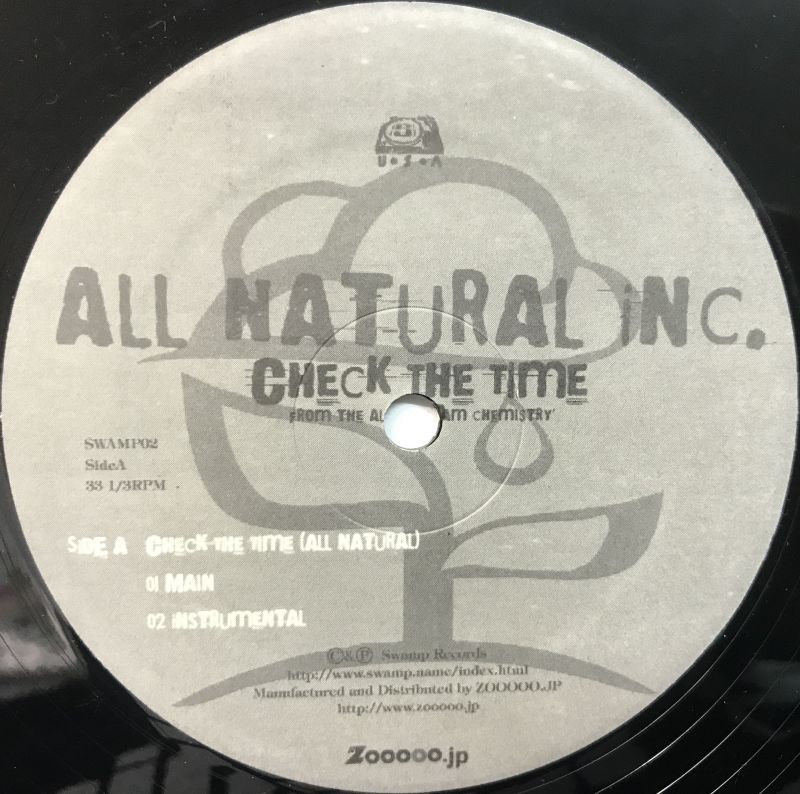 U.S.A
ALL NATURAL iNC.
CHECK THE TIME
FROM THE CHEMISTRY'
SWAMP02
SideA
33 1/3RPM
SiDE A CHECK THE TIME (ALL NATURAL)
01 MAIN
02 iNSTRUMENTAL
©&℗ Swamp Records
http://www.swamp.name/index.html
Manufactured and Distributed by ZOOOOO.JP
http://www.zooooo.jp
Zooooo.jp